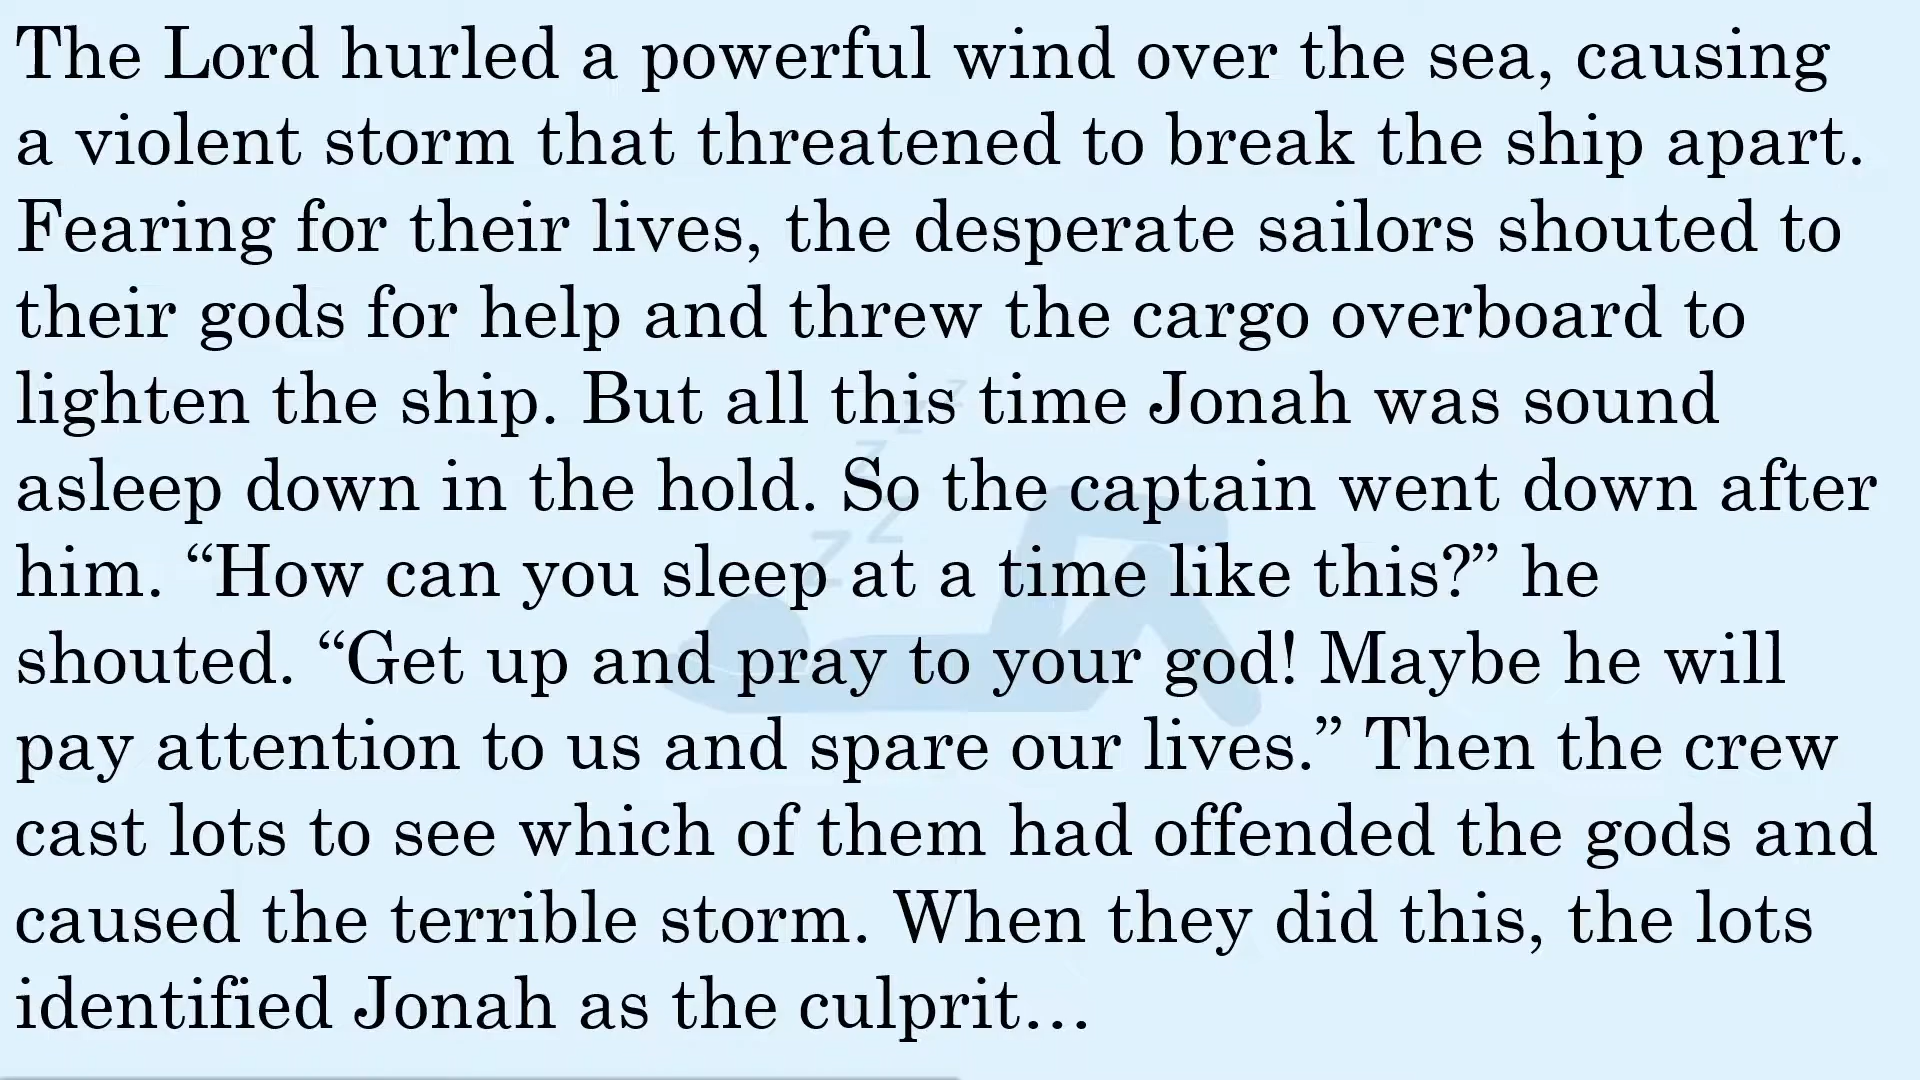 The Lord hurled a powerful wind over the sea, causing
a violent storm that threatened to break the ship apart.
Fearing for their lives, the desperate sailors shouted to
their gods for help and threw the cargo overboard to
lighten the ship. But all this time Jonah was sound
asleep down in the hold. So the captain went down after
him. “How can you sleep at a time like this?” he
shouted. “Get up and pray to your god! Maybe he will
pay attention to us and spare our lives.” Then the crew
cast lots to see which of them had offended the gods and
caused the terrible storm. When they did this, the lots
identified Jonah as the culprit…
z
z
z
z
z